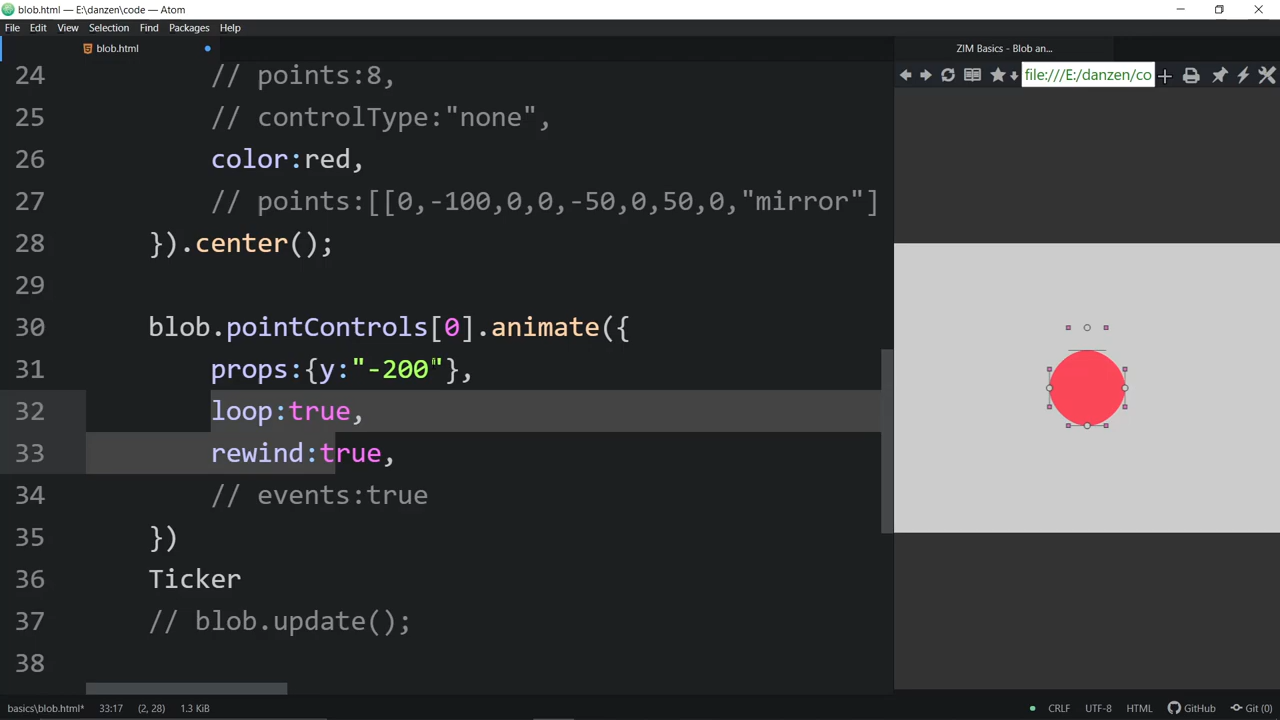 blob.html — E:\danzen\code — Atom
File Edit View Selection Find Packages Help
blob.html
ZIM Basics - Blob an...
file:///E:/danzen/co
24 // points:8,
25 // controlType:"none",
26 color:red,
27 // points:[[0,-100,0,0,-50,0,50,0,"mirror"]
28 }).center();
29
30 blob.pointControls[0].animate({
31 props:{y:"-200"},
32 loop:true,
33 rewind:true,
34 // events:true
35 })
36 Ticker
37 // blob.update();
38
basics\blob.html* 33:17 (2, 28) 1.3 KiB CRLF UTF-8 HTML GitHub Git (0)